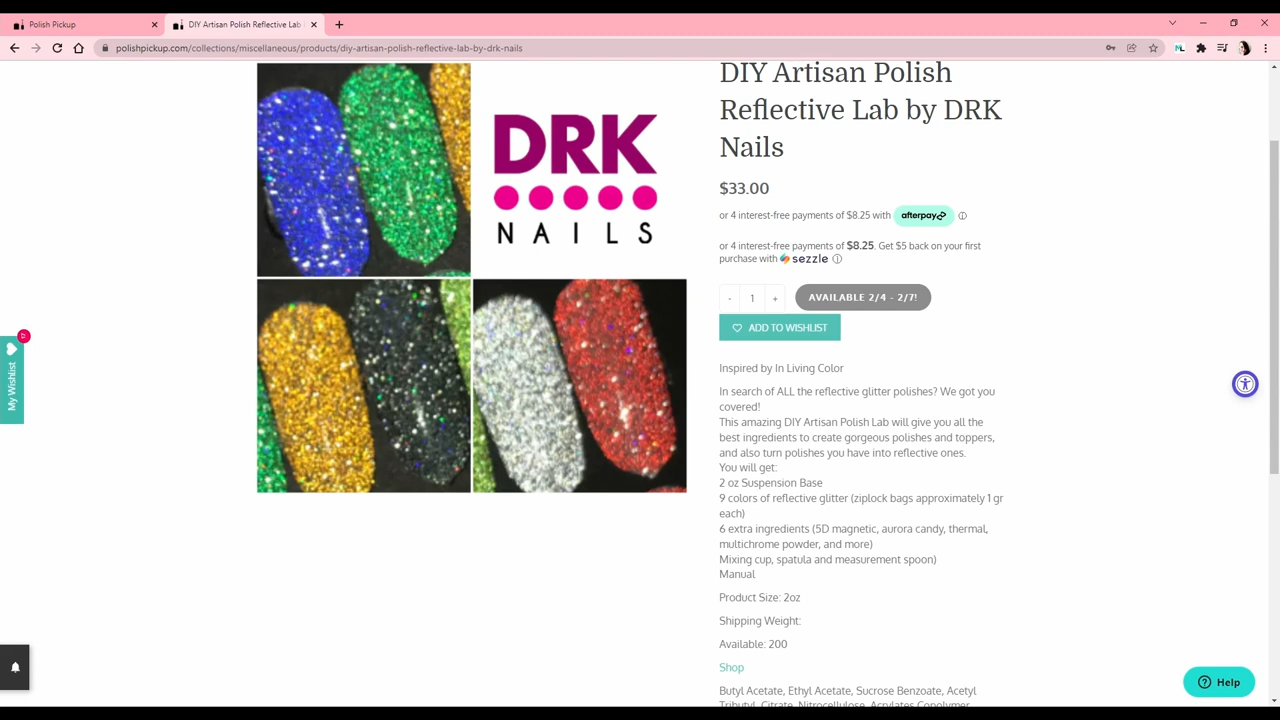 Polish Pickup
DIY Artisan Polish Reflective Lab
polishpickup.com/collections/miscellaneous/products/diy-artisan-polish-reflective-lab-by-drk-nails
DRK
NAILS
DIY Artisan Polish
Reflective Lab by DRK
Nails
$33.00
or 4 interest-free payments of $8.25 with afterpay
or 4 interest-free payments of $8.25. Get $5 back on your first
purchase with sezzle
- 1 +
AVAILABLE 2/4 - 2/7!
ADD TO WISHLIST
17
My Wishlist
Inspired by In Living Color
In search of ALL the reflective glitter polishes? We got you
covered!
This amazing DIY Artisan Polish Lab will give you all the
best ingredients to create gorgeous polishes and toppers,
and also turn polishes you have into reflective ones.
You will get:
2 oz Suspension Base
9 colors of reflective glitter (ziplock bags approximately 1 gr
each)
6 extra ingredients (5D magnetic, aurora candy, thermal,
multichrome powder, and more)
Mixing cup, spatula and measurement spoon)
Manual
Product Size: 2oz
Shipping Weight:
Available: 200
Shop
Butyl Acetate, Ethyl Acetate, Sucrose Benzoate, Acetyl
Tributyl, Citrate, Nitrocellulose, Acrylates Copolymer
Help